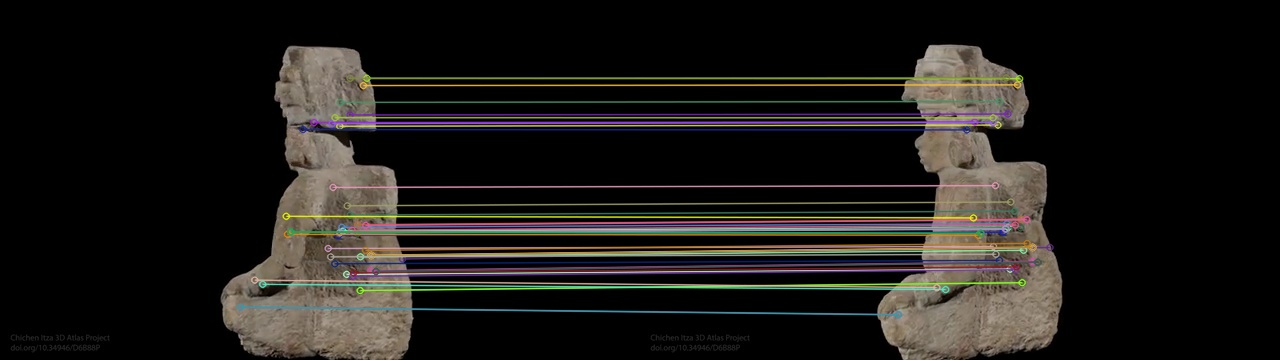 Chichen Itza 3D Atlas Project
doi.org/10.34946/D6B88P
Chichen Itza 3D Atlas Project
doi.org/10.34946/D6B88P